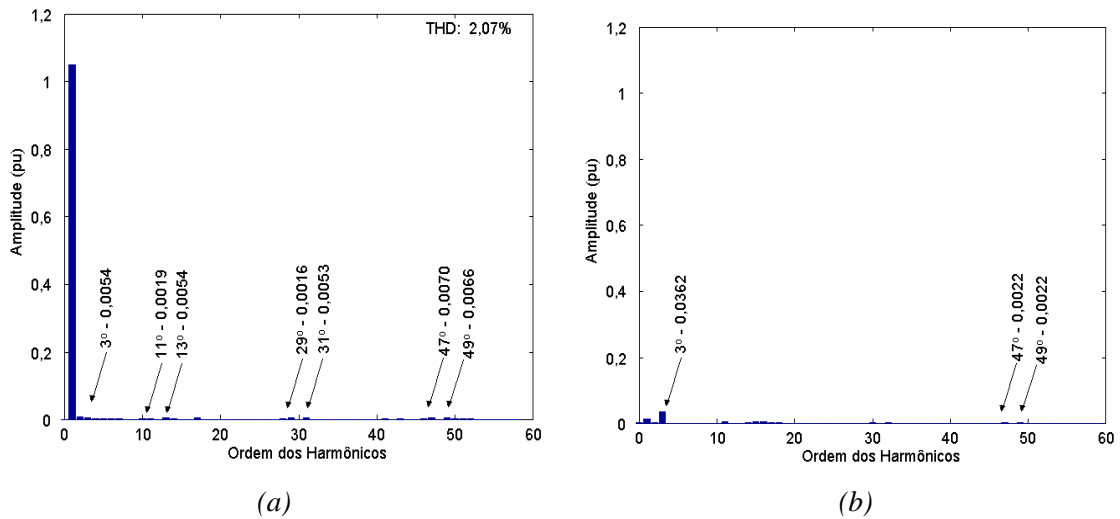 THD: 2,07%
1,2
1
0,8
0,6
0,4
0,2
0
Amplitude (pu)
3º - 0,0054
11º - 0,0019
13º - 0,0054
29º - 0,0016
31º - 0,0053
47º - 0,0070
49º - 0,0066
0 10 20 30 40 50 60
Ordem dos Harmônicos
(a)
1,2
1
0,8
0,6
0,4
0,2
0
Amplitude (pu)
3º - 0,0362
47º - 0,0022
49º - 0,0022
0 10 20 30 40 50 60
Ordem dos Harmônicos
(b)